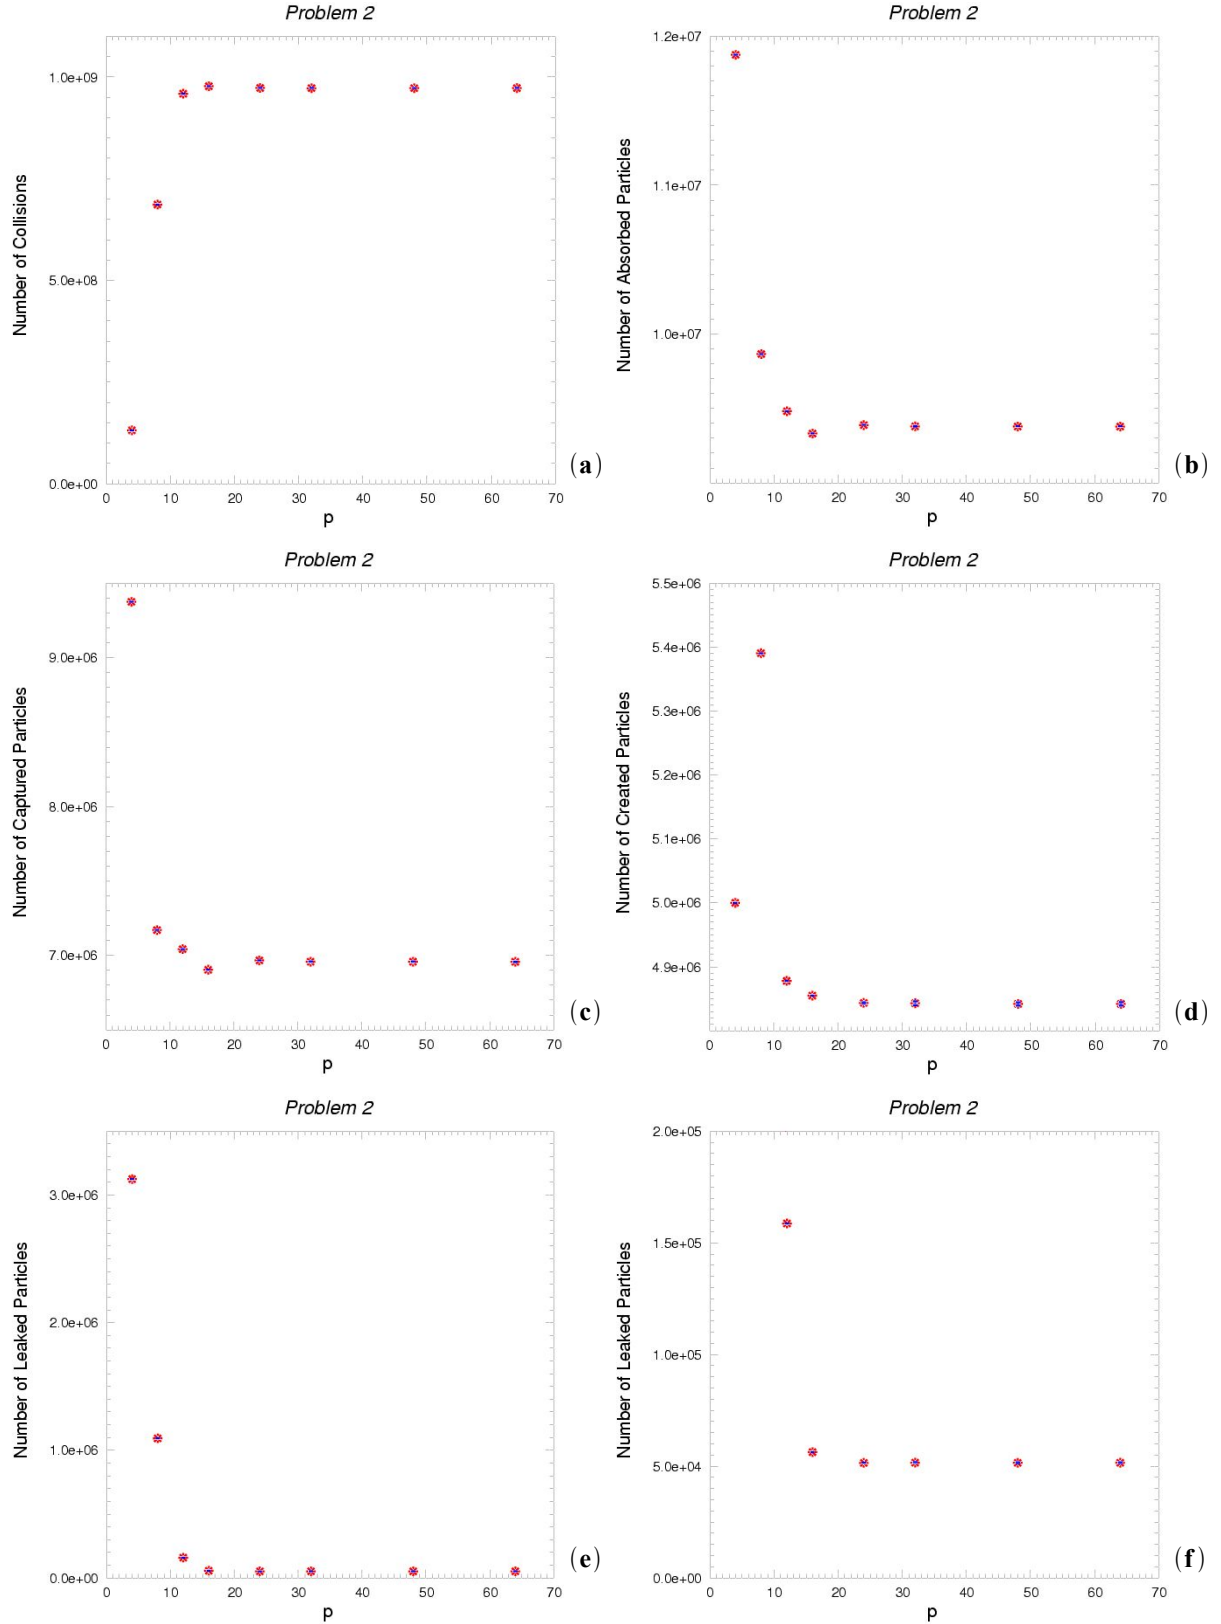 Problem 2
Number of Collisions
1.0e+09
5.0e+08
0.0e+00
0 10 20 30 40 50 60 70
p
(a)
Problem 2
Number of Absorbed Particles
1.2e+07
1.1e+07
1.0e+07
0 10 20 30 40 50 60 70
p
(b)
Problem 2
Number of Captured Particles
9.0e+06
8.0e+06
7.0e+06
0 10 20 30 40 50 60 70
p
(c)
Problem 2
Number of Created Particles
5.5e+06
5.4e+06
5.3e+06
5.2e+06
5.1e+06
5.0e+06
4.9e+06
0 10 20 30 40 50 60 70
p
(d)
Problem 2
Number of Leaked Particles
3.0e+06
2.0e+06
1.0e+06
0.0e+00
0 10 20 30 40 50 60 70
p
(e)
Problem 2
Number of Leaked Particles
2.0e+05
1.5e+05
1.0e+05
5.0e+04
0.0e+00
0 10 20 30 40 50 60 70
p
(f)